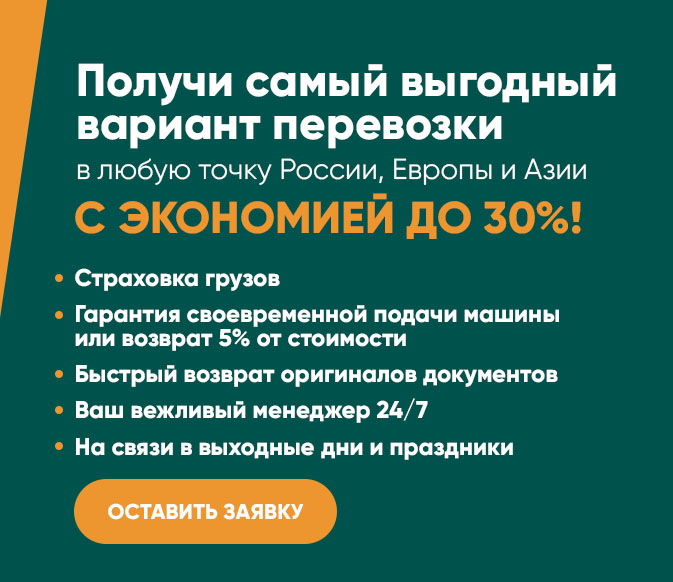 Получи самый выгодный
вариант перевозки
в любую точку России, Европы и Азии
С ЭКОНОМИЕЙ ДО 30%!
• Страховка грузов
• Гарантия своевременной подачи машины
или возврат 5% от стоимости
• Быстрый возврат оригиналов документов
• Ваш вежливый менеджер 24/7
• На связи в выходные дни и праздники
ОСТАВИТЬ ЗАЯВКУ